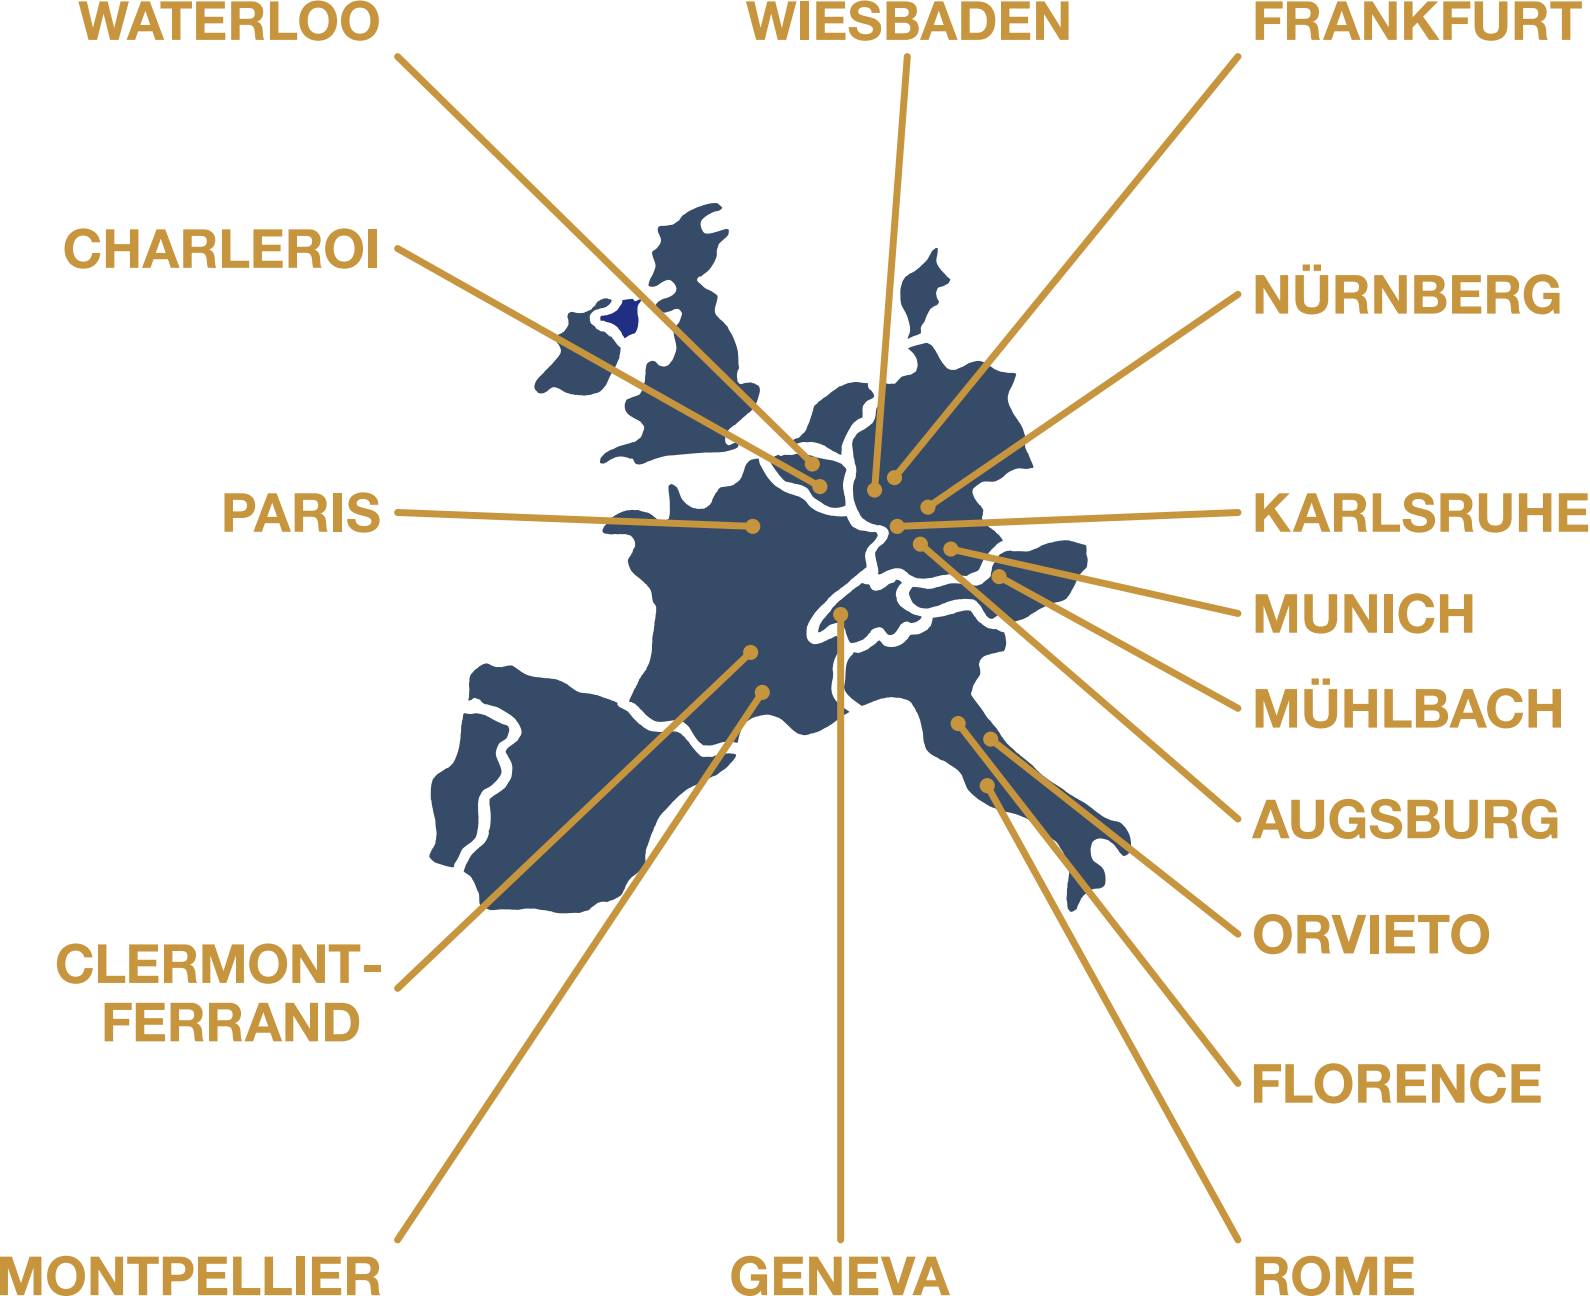 WATERLOO
WIESBADEN
FRANKFURT
CHARLEROI
NÜRNBERG
PARIS
KARLSRUHE
MUNICH
MÜHLBACH
AUGSBURG
ORVIETO
CLERMONT-
FERRAND
FLORENCE
MONTPELLIER
GENEVA
ROME